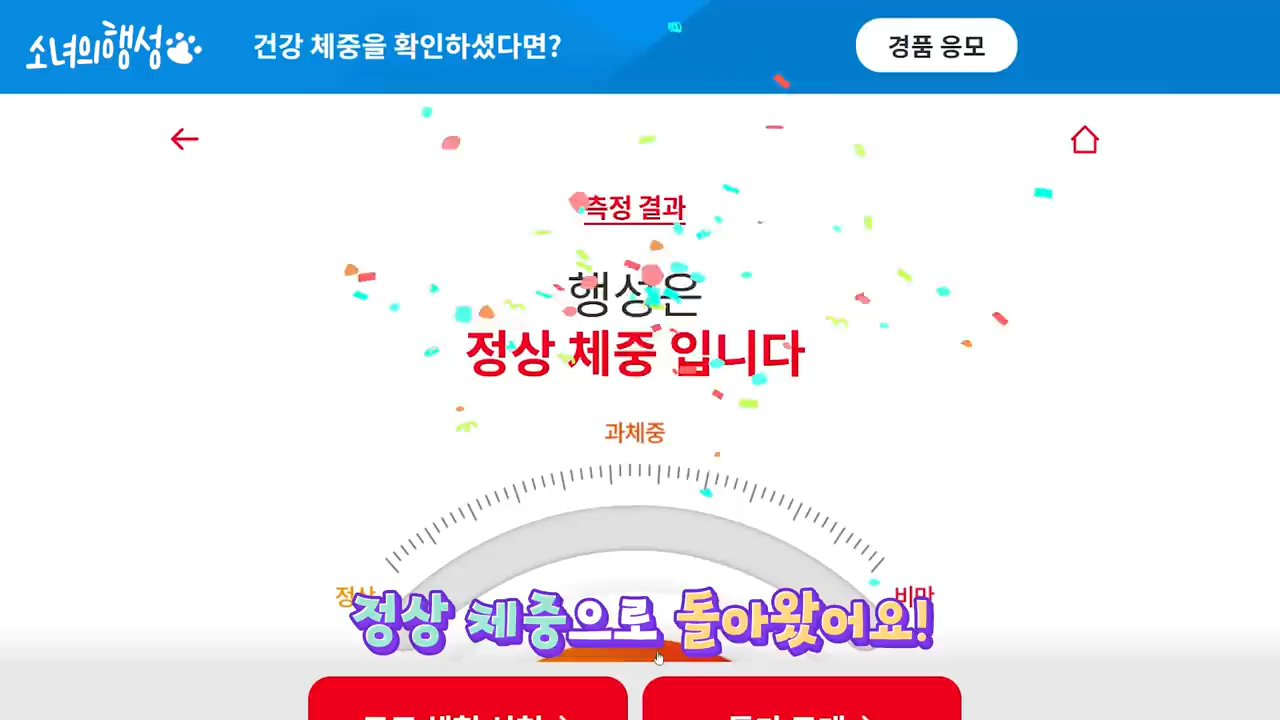 소녀의행성
건강 체중을 확인하셨다면?
경품 응모
측정 결과
행성은
정상 체중 입니다
과체중
정상
비만
정상 체중으로 돌아왔어요!